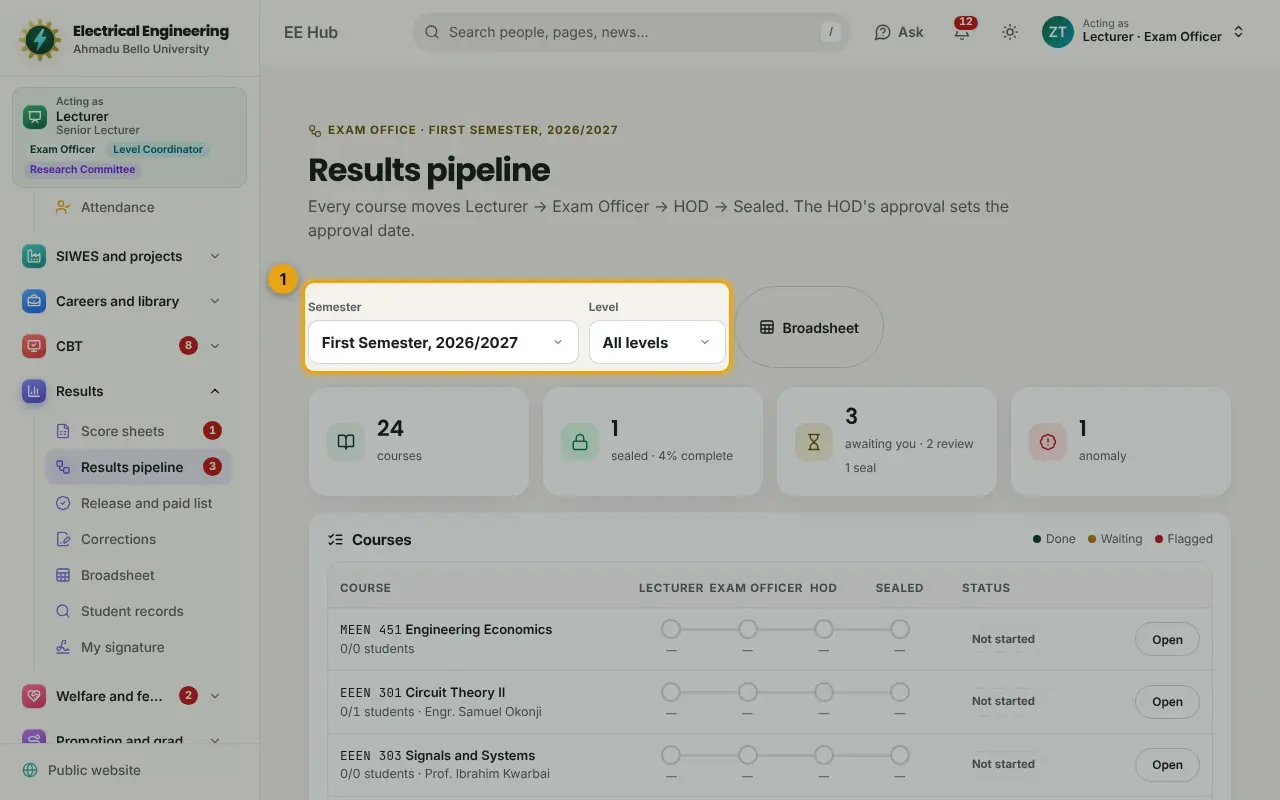 Electrical Engineering
Ahmadu Bello University
EE Hub
Search people, pages, news...
/
Ask
12
ZT
Acting as
Lecturer · Exam Officer
Acting as
Lecturer
Senior Lecturer
Exam Officer
Level Coordinator
Research Committee
Attendance
SIWES and projects
Careers and library
CBT
8
Results
Score sheets
1
Results pipeline
3
Release and paid list
Corrections
Broadsheet
Student records
My signature
Welfare and fe...
2
Promotion and grad
Public website
EXAM OFFICE · FIRST SEMESTER, 2026/2027
Results pipeline
Every course moves Lecturer → Exam Officer → HOD → Sealed. The HOD's approval sets the
approval date.
1
Semester
Level
First Semester, 2026/2027
All levels
Broadsheet
24
courses
1
sealed · 4% complete
3
awaiting you · 2 review
1 seal
1
anomaly
Courses
Done
Waiting
Flagged
COURSE
LECTURER
EXAM OFFICER
HOD
SEALED
STATUS
MEEN 451 Engineering Economics
0/0 students
— — — —
Not started
Open
EEEN 301 Circuit Theory II
0/1 students · Engr. Samuel Okonji
— — — —
Not started
Open
EEEN 303 Signals and Systems
0/0 students · Prof. Ibrahim Kwarbai
— — — —
Not started
Open